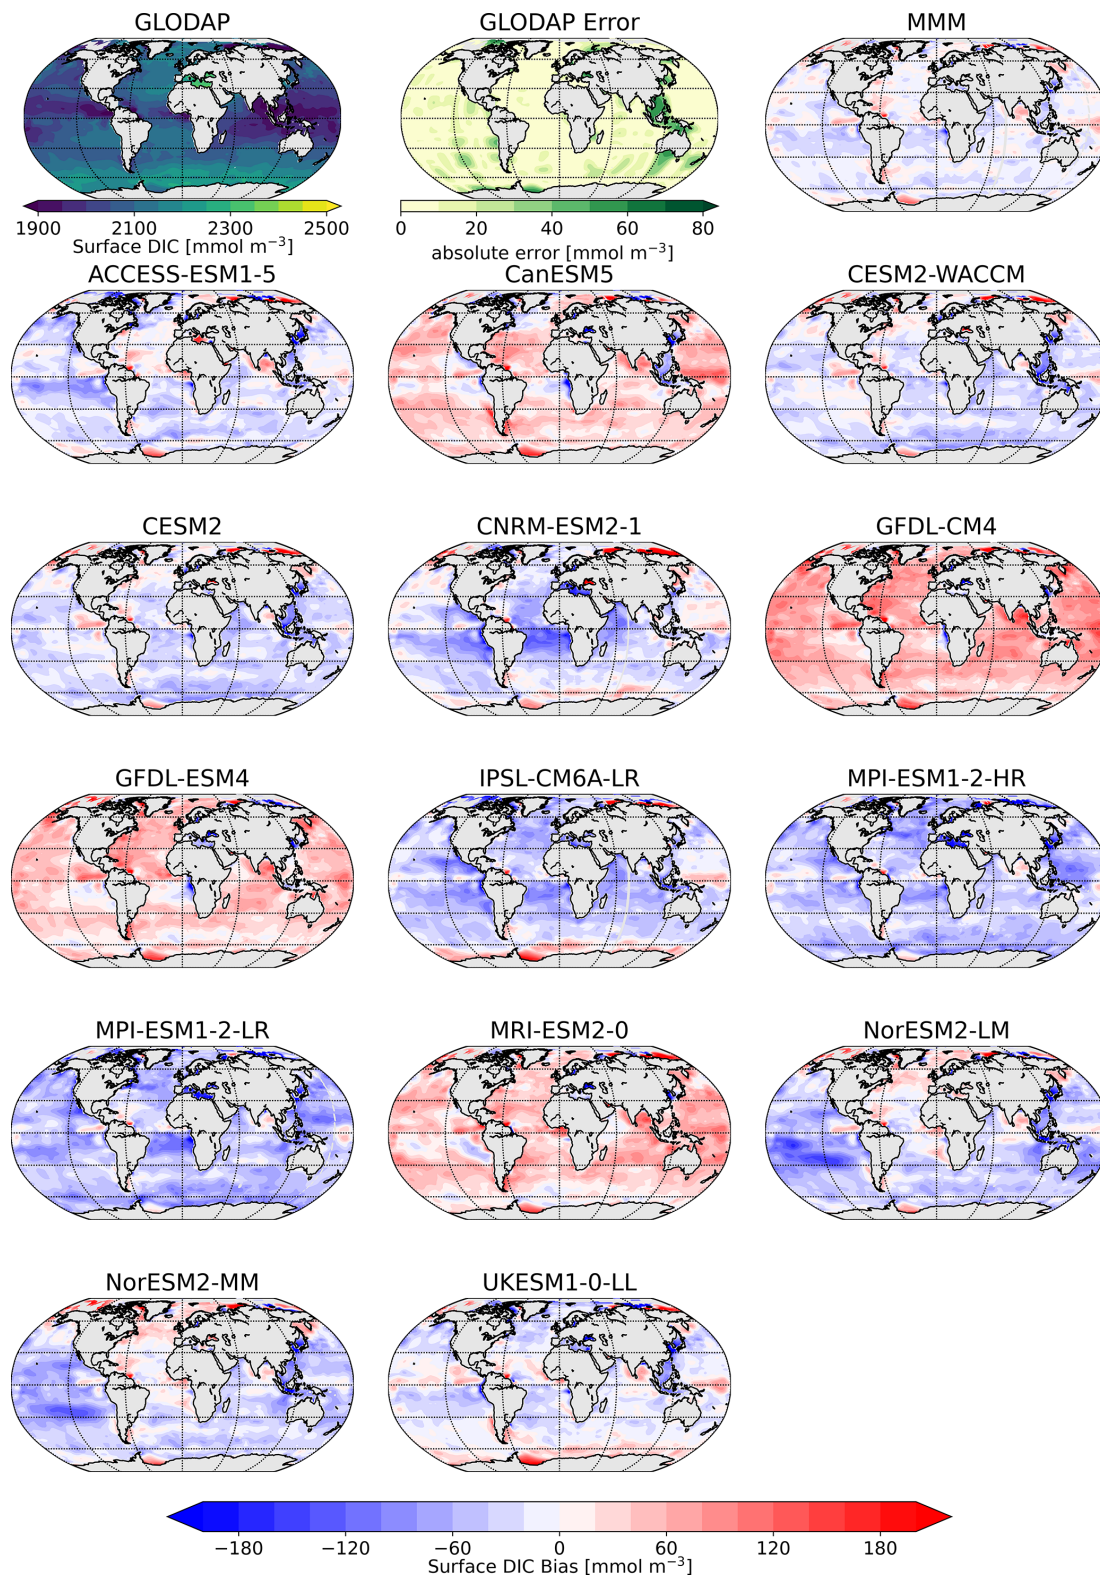 GLODAP
GLODAP Error
MMM
1900 2100 2300 2500
Surface DIC [mmol m⁻³]
0 20 40 60 80
absolute error [mmol m⁻³]
ACCESS-ESM1-5
CanESM5
CESM2-WACCM
CESM2
CNRM-ESM2-1
GFDL-CM4
GFDL-ESM4
IPSL-CM6A-LR
MPI-ESM1-2-HR
MPI-ESM1-2-LR
MRI-ESM2-0
NorESM2-LM
NorESM2-MM
UKESM1-0-LL
−180 −120 −60 0 60 120 180
Surface DIC Bias [mmol m⁻³]